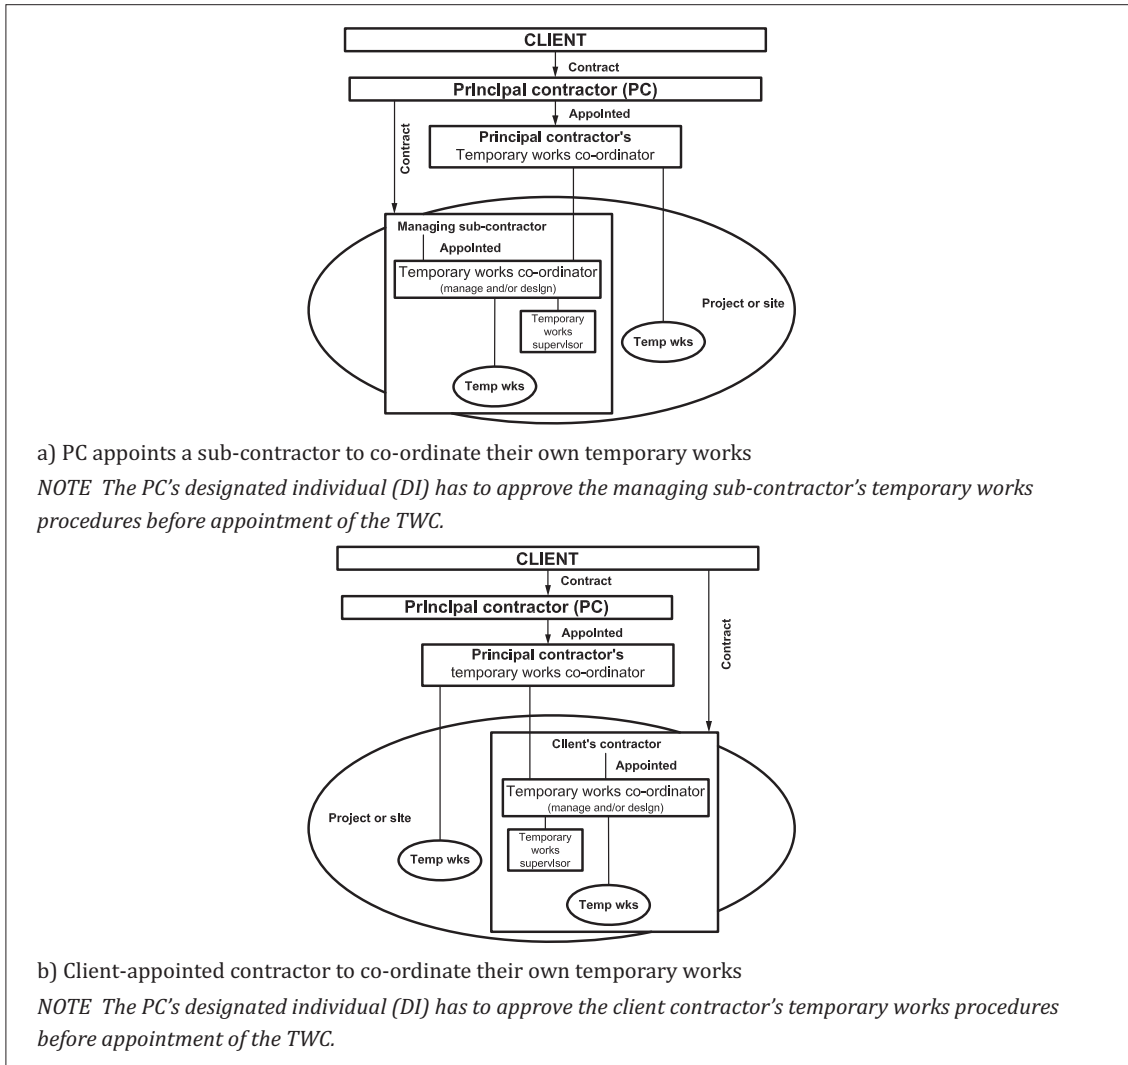 CLIENT
Contract
Principal contractor (PC)
Appointed
Contract
Principal contractor's
Temporary works co-ordinator
Managing sub-contractor
Appointed
Temporary works co-ordinator
(manage and/or design)
Project or site
Temporary
works
supervisor
Temp wks
Temp wks
a) PC appoints a sub-contractor to co-ordinate their own temporary works
NOTE The PC's designated individual (DI) has to approve the managing sub-contractor's temporary works
procedures before appointment of the TWC.
CLIENT
Contract
Principal contractor (PC)
Appointed
Contract
Principal contractor's
temporary works co-ordinator
Client's contractor
Appointed
Temporary works co-ordinator
(manage and/or design)
Project or site
Temporary
works
supervisor
Temp wks
Temp wks
b) Client-appointed contractor to co-ordinate their own temporary works
NOTE The PC's designated individual (DI) has to approve the client contractor's temporary works procedures
before appointment of the TWC.